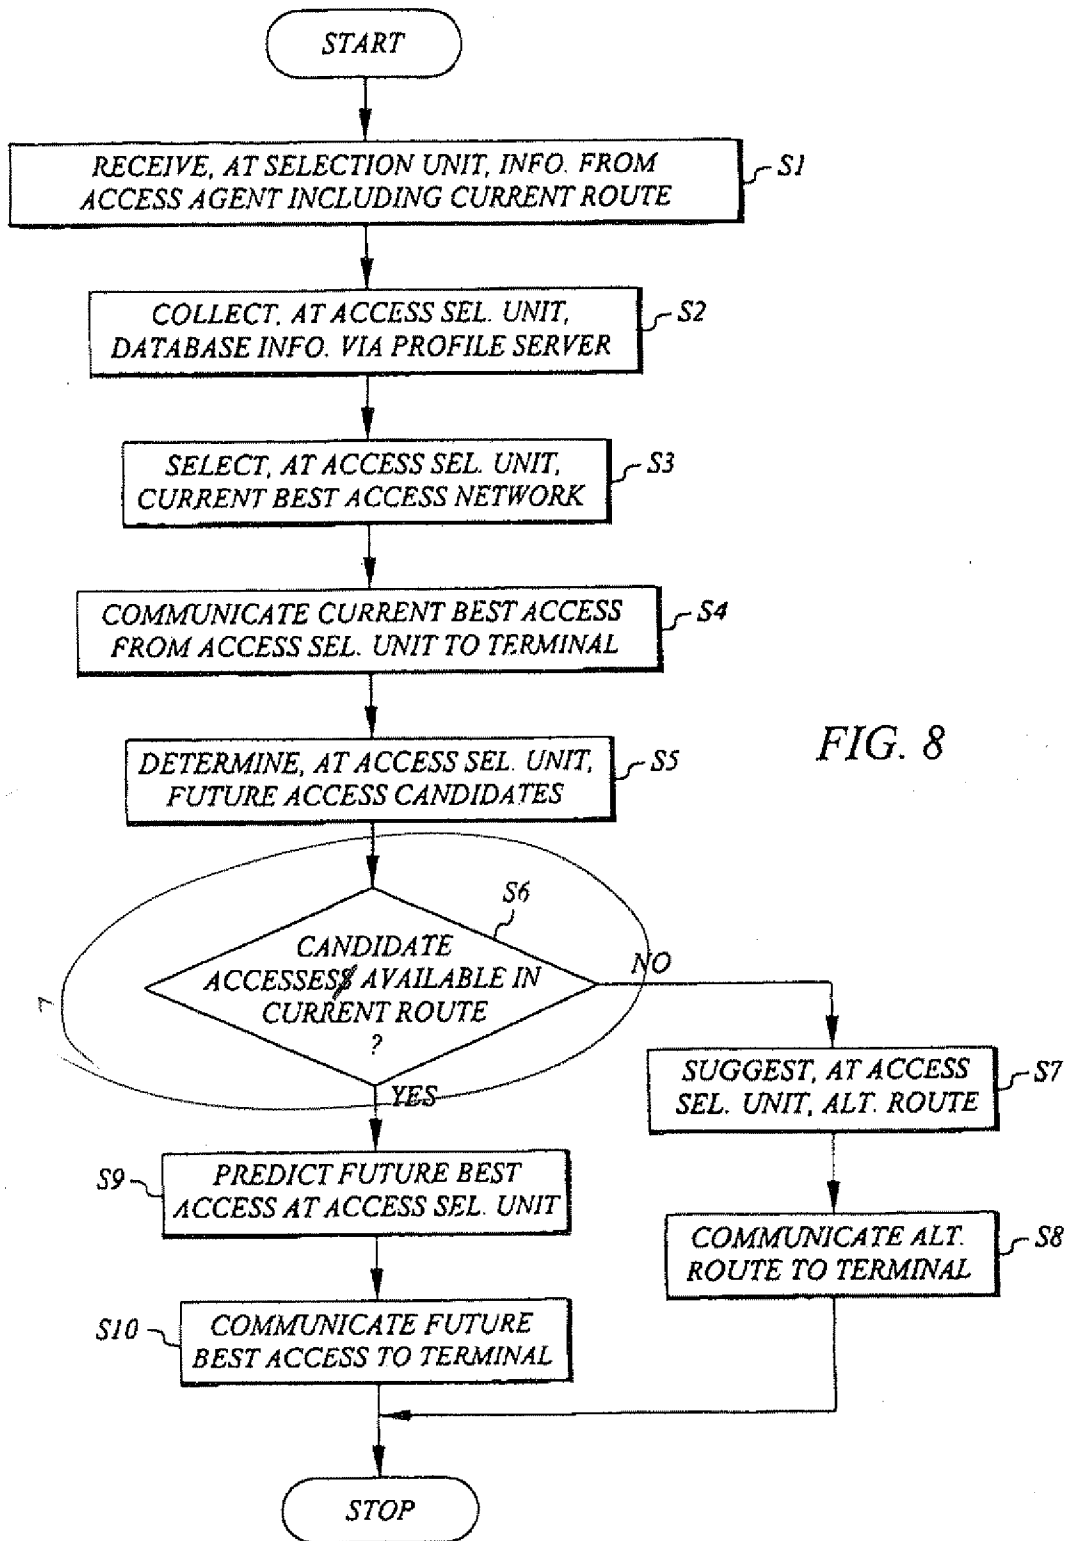 START
RECEIVE, AT SELECTION UNIT, INFO. FROM
ACCESS AGENT INCLUDING CURRENT ROUTE
S1
COLLECT, AT ACCESS SEL. UNIT,
DATABASE INFO. VIA PROFILE SERVER
S2
SELECT, AT ACCESS SEL. UNIT,
CURRENT BEST ACCESS NETWORK
S3
COMMUNICATE CURRENT BEST ACCESS
FROM ACCESS SEL. UNIT TO TERMINAL
S4
FIG. 8
DETERMINE, AT ACCESS SEL. UNIT,
FUTURE ACCESS CANDIDATES
S5
S6
CANDIDATE
ACCESSES AVAILABLE IN
CURRENT ROUTE
?
NO
YES
SUGGEST, AT ACCESS
SEL. UNIT, ALT. ROUTE
S7
S9
PREDICT FUTURE BEST
ACCESS AT ACCESS SEL. UNIT
COMMUNICATE ALT.
ROUTE TO TERMINAL
S8
S10
COMMUNICATE FUTURE
BEST ACCESS TO TERMINAL
STOP